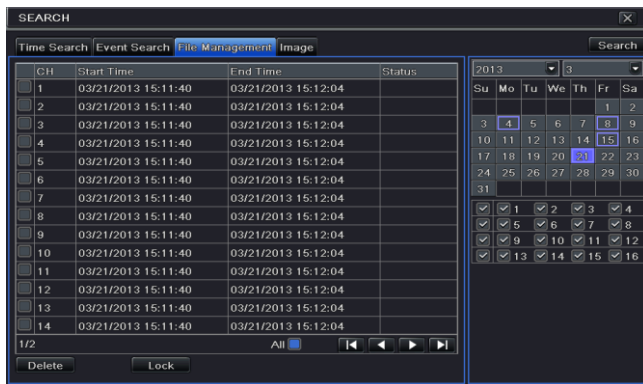 SEARCH
Time Search Event Search File Management Image Search
CH Start Time End Time Status
1 03/21/2013 15:11:40 03/21/2013 15:12:04
2 03/21/2013 15:11:40 03/21/2013 15:12:04
3 03/21/2013 15:11:40 03/21/2013 15:12:04
4 03/21/2013 15:11:40 03/21/2013 15:12:04
5 03/21/2013 15:11:40 03/21/2013 15:12:04
6 03/21/2013 15:11:40 03/21/2013 15:12:04
7 03/21/2013 15:11:40 03/21/2013 15:12:04
8 03/21/2013 15:11:40 03/21/2013 15:12:04
9 03/21/2013 15:11:40 03/21/2013 15:12:04
10 03/21/2013 15:11:40 03/21/2013 15:12:04
11 03/21/2013 15:11:40 03/21/2013 15:12:04
12 03/21/2013 15:11:40 03/21/2013 15:12:04
13 03/21/2013 15:11:40 03/21/2013 15:12:04
14 03/21/2013 15:11:40 03/21/2013 15:12:04
1/2 All
Delete Lock
2013 3
Su Mo Tu We Th Fr Sa
1 2
3 4 5 6 7 8 9
10 11 12 13 14 15 16
17 18 19 20 21 22 23
24 25 26 27 28 29 30
31
1 2 3 4
5 6 7 8
9 10 11 12
13 14 15 16